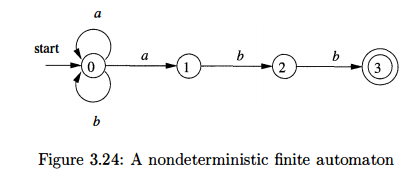 a
start
0 a 1 b 2 b 3
b
Figure 3.24: A nondeterministic finite automaton